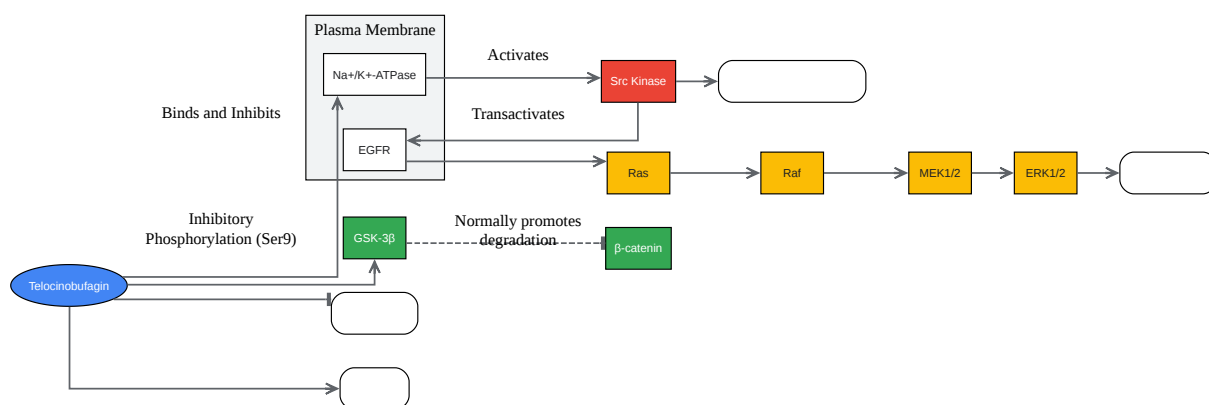 Plasma Membrane
Na+/K+-ATPase
Activates
Src Kinase
Binds and Inhibits
Transactivates
EGFR
Ras
Raf
MEK1/2
ERK1/2
Inhibitory
Phosphorylation (Ser9)
GSK-3β
Normally promotes
degradation
β-catenin
Telocinobufagin